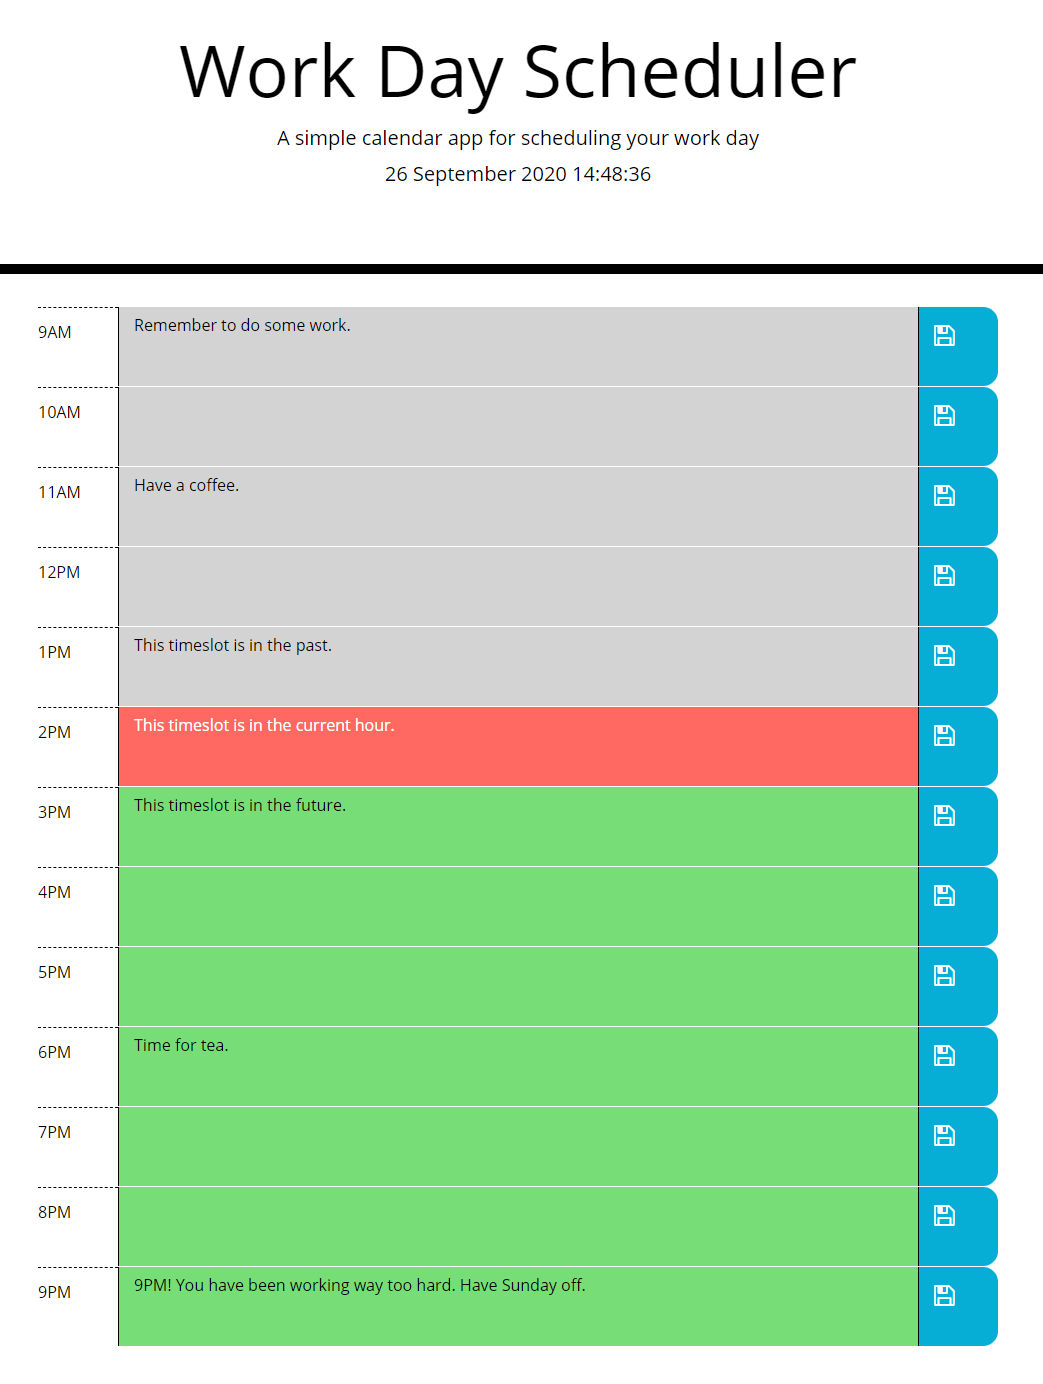 Work Day Scheduler
A simple calendar app for scheduling your work day
26 September 2020 14:48:36
9AM Remember to do some work.
10AM
11AM Have a coffee.
12PM
1PM This timeslot is in the past.
2PM This timeslot is in the current hour.
3PM This timeslot is in the future.
4PM
5PM
6PM Time for tea.
7PM
8PM
9PM 9PM! You have been working way too hard. Have Sunday off.